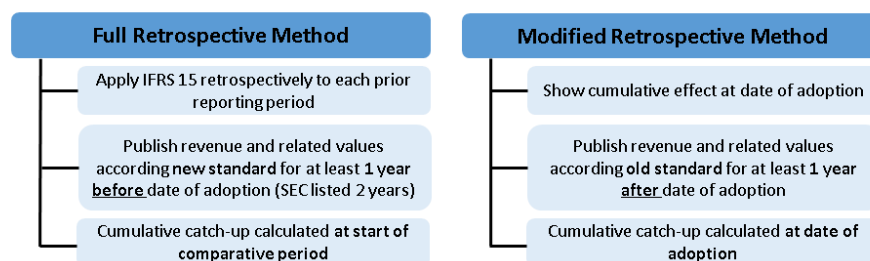 Full Retrospective Method
Apply IFRS 15 retrospectively to each prior
reporting period
Publish revenue and related values
according new standard for at least 1 year
before date of adoption (SEC listed 2 years)
Cumulative catch-up calculated at start of
comparative period
Modified Retrospective Method
Show cumulative effect at date of adoption
Publish revenue and related values
according old standard for at least 1 year
after date of adoption
Cumulative catch-up calculated at date of
adoption